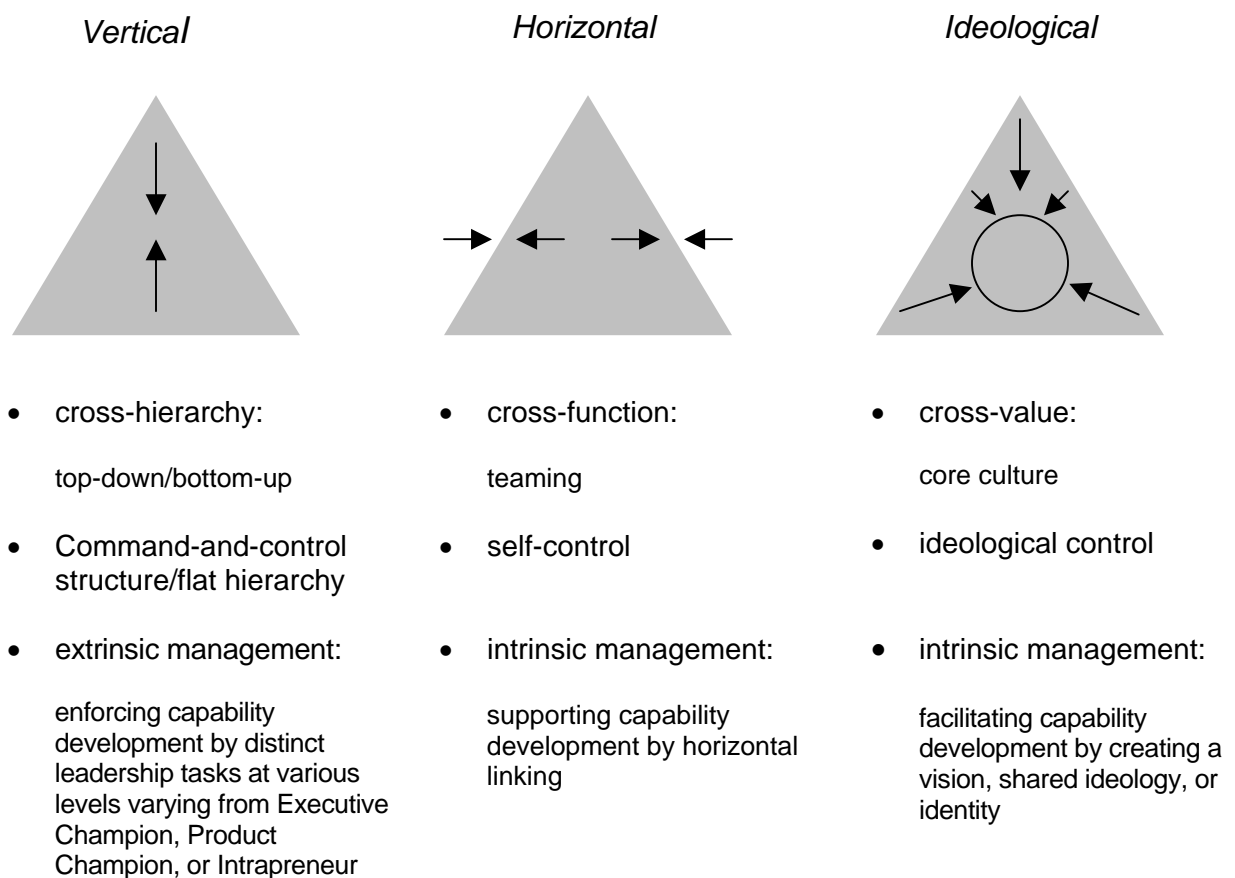 Vertical
Horizontal
Ideological
• cross-hierarchy:
top-down/bottom-up
• Command-and-control
structure/flat hierarchy
• extrinsic management:
enforcing capability
development by distinct
leadership tasks at various
levels varying from Executive
Champion, Product
Champion, or Intrapreneur
• cross-function:
teaming
• self-control
• intrinsic management:
supporting capability
development by horizontal
linking
• cross-value:
core culture
• ideological control
• intrinsic management:
facilitating capability
development by creating a
vision, shared ideology, or
identity